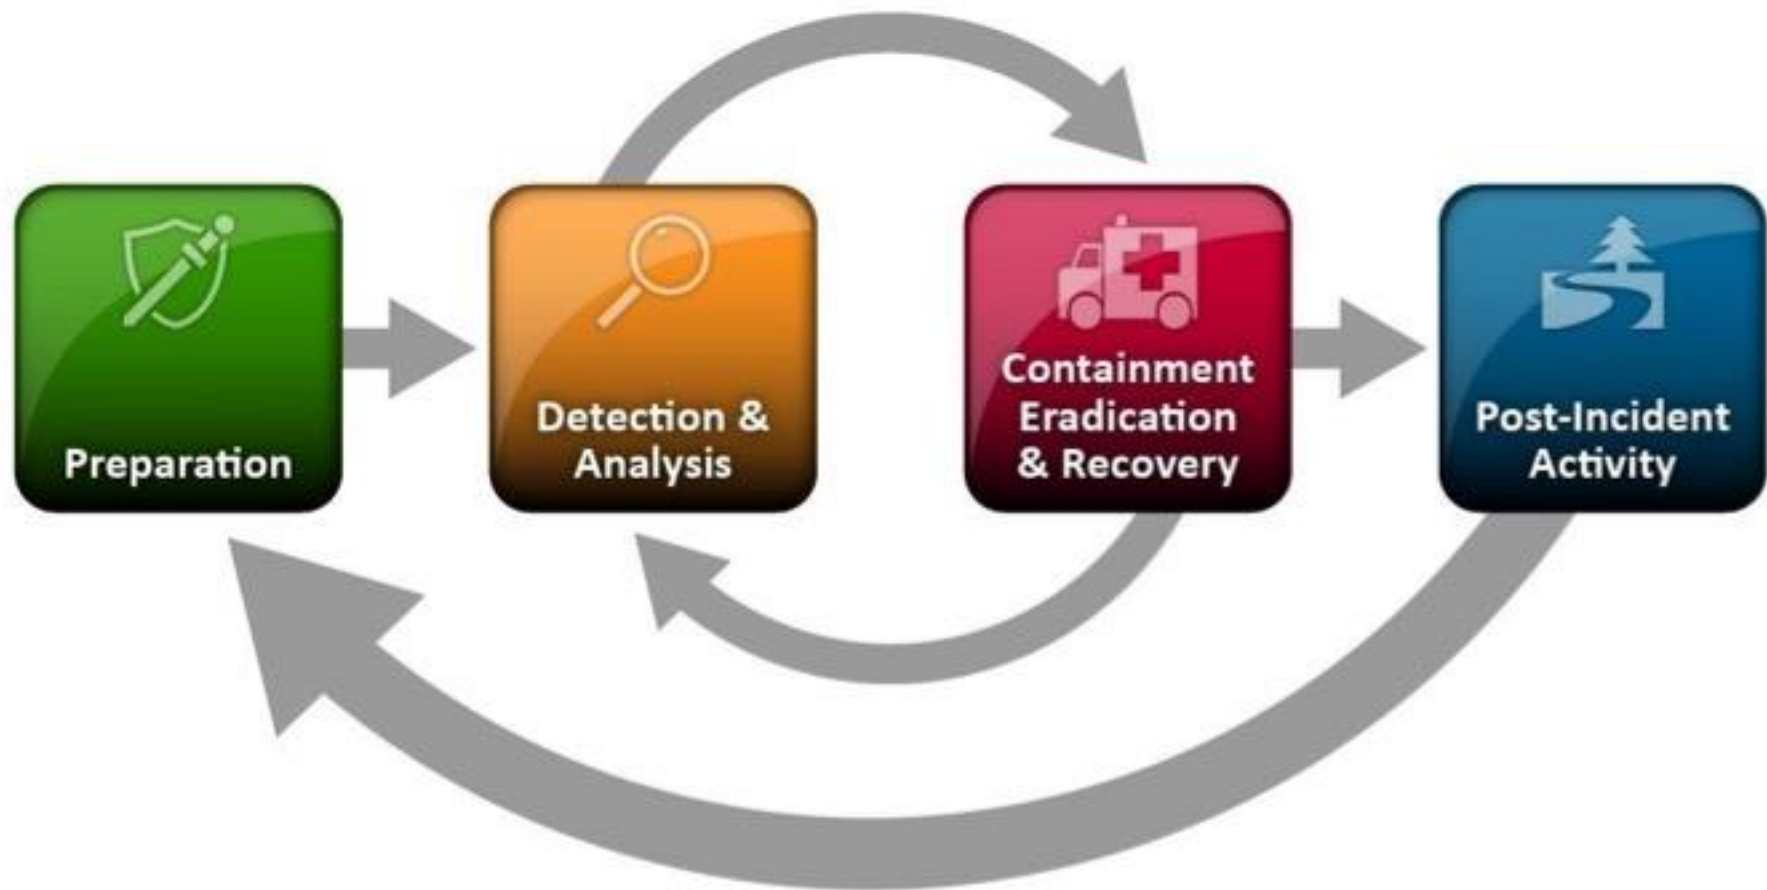 Preparation
Detection &
Analysis
Containment
Eradication
& Recovery
Post-Incident
Activity